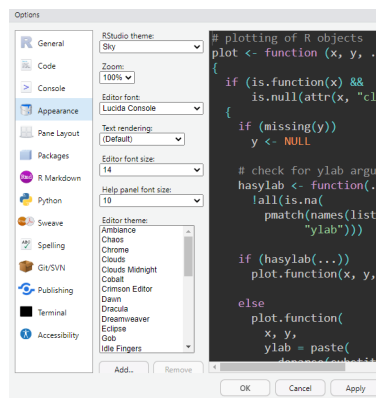 Options
General
Code
Console
Appearance
Pane Layout
Packages
R Markdown
Python
Sweave
Spelling
Git/SVN
Publishing
Terminal
Accessibility
RStudio theme:
Sky
Zoom:
100%
Editor font:
Lucida Console
Text rendering:
(Default)
Editor font size:
14
Help panel font size:
10
Editor theme:
Ambiance
Chaos
Chrome
Clouds
Clouds Midnight
Cobalt
Crimson Editor
Dawn
Dracula
Dreamweaver
Eclipse
Gob
Idle Fingers
Add...
Remove
# plotting of R objects
plot <- function (x, y, .
{
if (is.function(x) &&
is.null(attr(x, "cl
{
if (missing(y))
y <- NULL
# check for ylab argu
hasylab <- function(.
!all(is.na(
pmatch(names(list
"ylab")))
if (hasylab(...))
plot.function(x, y,
else
plot.function(
x, y,
ylab = paste(
OK
Cancel
Apply